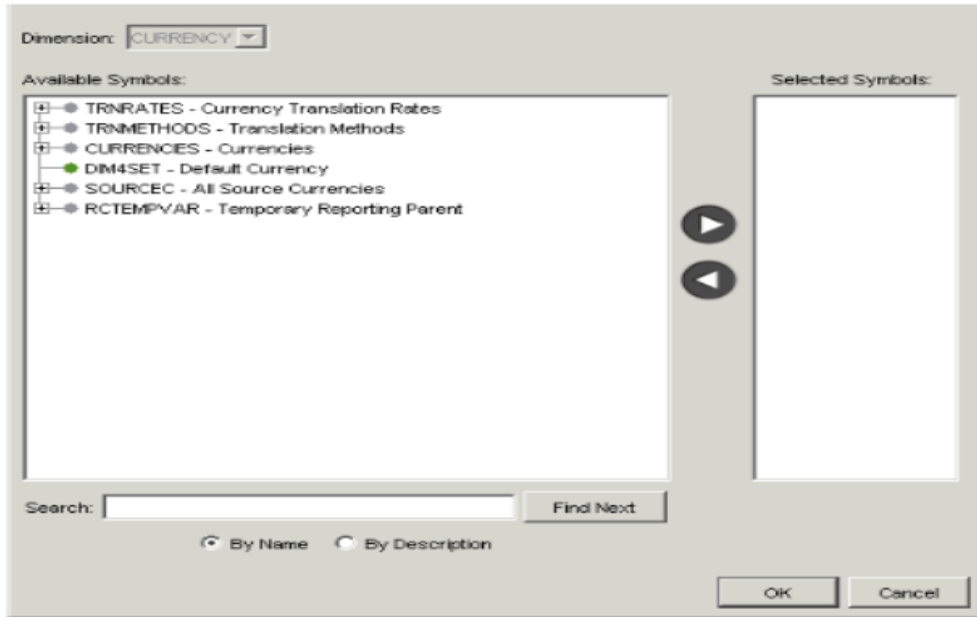 Dimension: CURRENCY
Available Symbols:
TRNRATES - Currency Translation Rates
TRNMETHODS - Translation Methods
CURRENCIES - Currencies
DIM4SET - Default Currency
SOURCEC - All Source Currencies
RCTEMPVAR - Temporary Reporting Parent
Selected Symbols:
Search:
Find Next
By Name By Description
OK Cancel